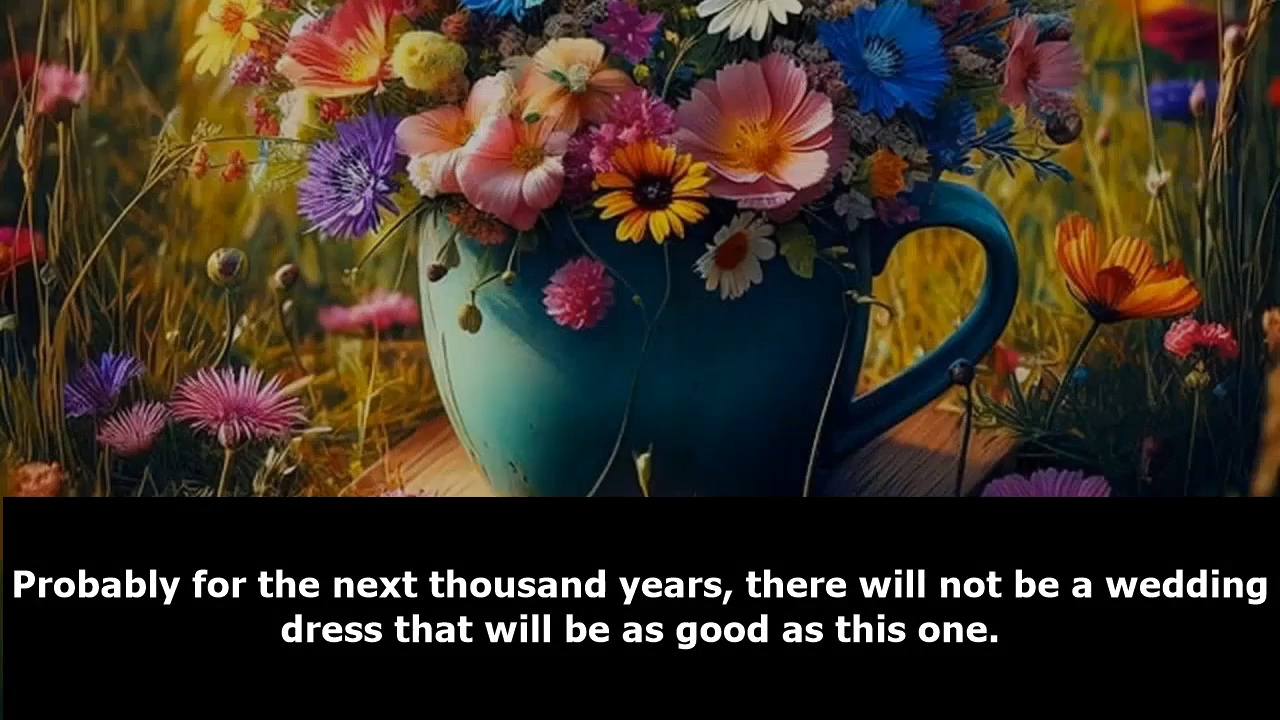 Probably for the next thousand years, there will not be a wedding
dress that will be as good as this one.